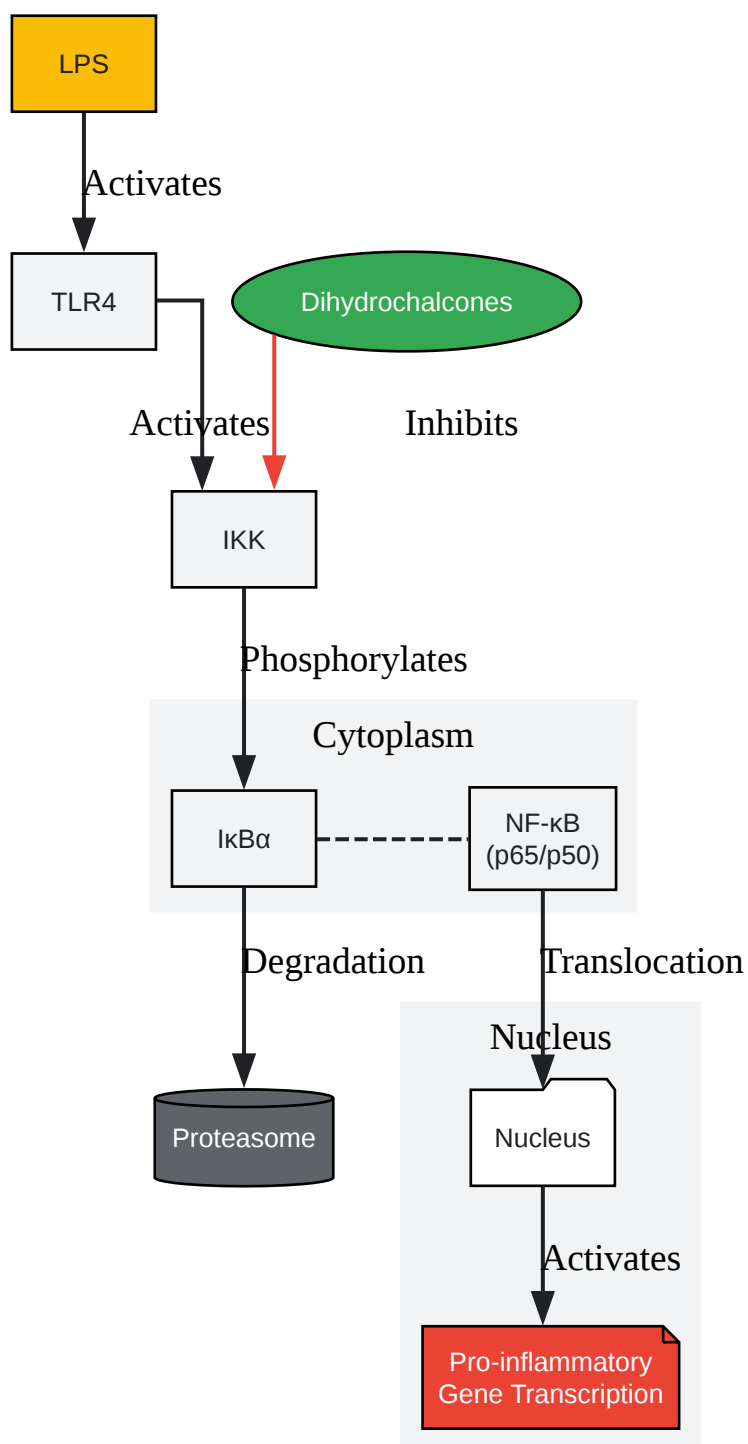 LPS
Activates
TLR4
Dihydrochalcones
Activates
Inhibits
IKK
Phosphorylates
Cytoplasm
IκBα
NF-κB
(p65/p50)
Degradation
Translocation
Nucleus
Proteasome
Nucleus
Activates
Pro-inflammatory
Gene Transcription